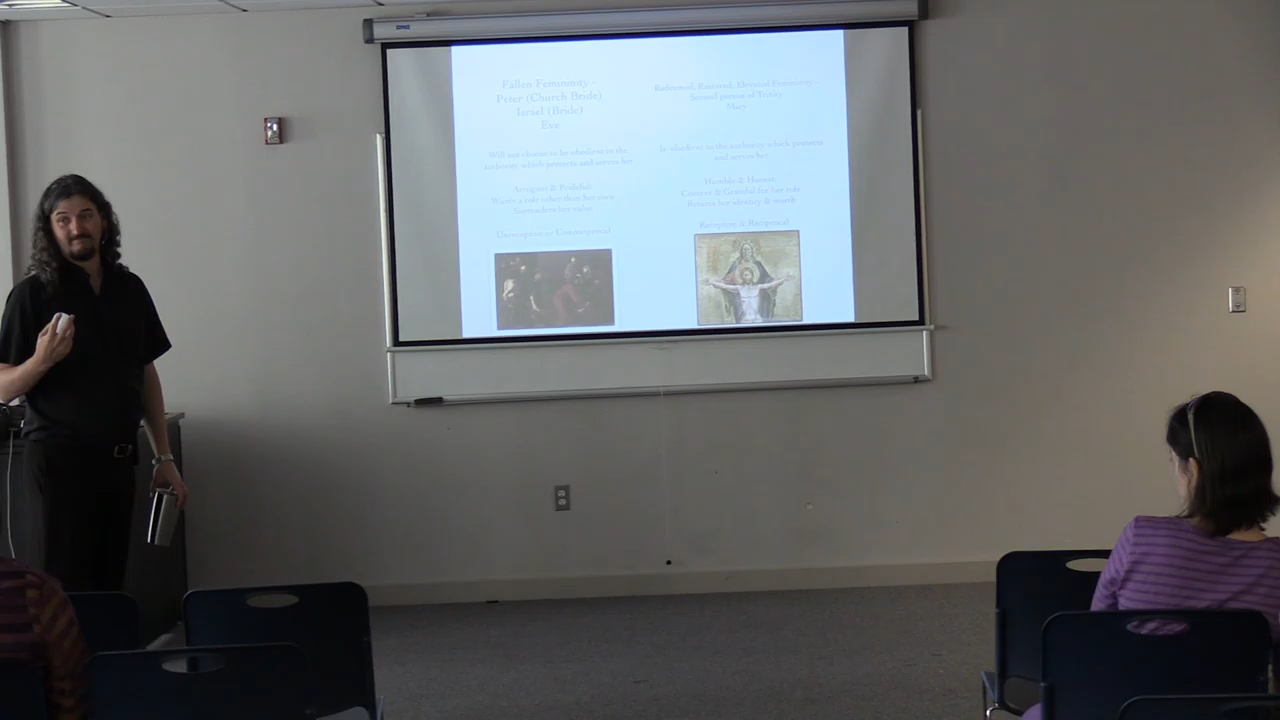 Fallen Femininity -
Peter (Church Bride)
Israel (Bride)
Eve
Will not choose to be obedient to the
authority which protects and serves her
Arrogant & Prideful:
Wants a role other than her own
Surrenders her value
Unreceptive or Unreciprocal
Redeemed, Restored, Elevated Femininity
Second person of Trinity
Mary
Is obedient to the authority which protects
and serves her
Humble & Honest:
Content & Grateful for her role
Retains her identity & worth
Receptive & Reciprocal